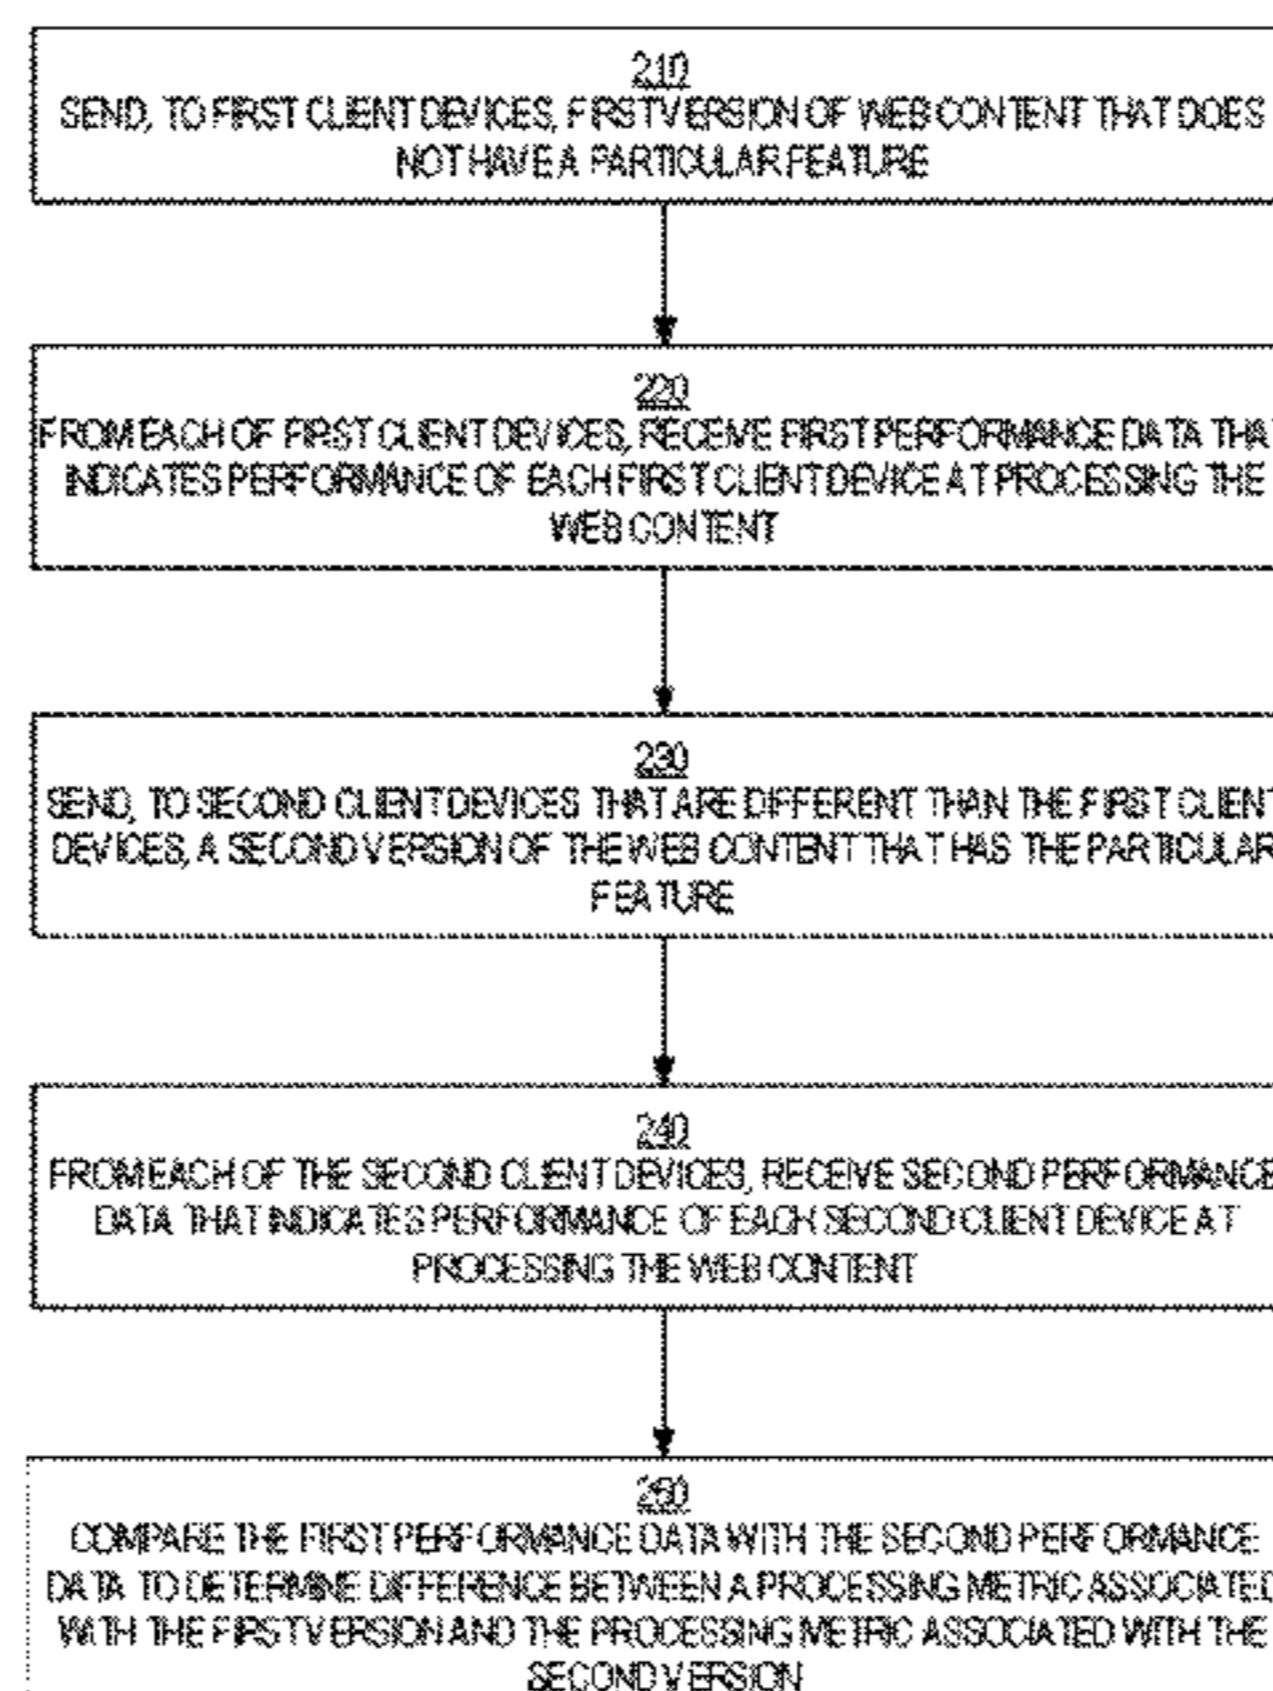 210
SEND, TO FIRST CLIENT DEVICES, FIRST VERSION OF WEB CONTENT THAT DOES
NOT HAVE A PARTICULAR FEATURE
220
FROM EACH OF FIRST CLIENT DEVICES, RECEIVE FIRST PERFORMANCE DATA THAT
INDICATES PERFORMANCE OF EACH FIRST CLIENT DEVICE AT PROCESSING THE
WEB CONTENT
230
SEND, TO SECOND CLIENT DEVICES THAT ARE DIFFERENT THAN THE FIRST CLIENT
DEVICES, A SECOND VERSION OF THE WEB CONTENT THAT HAS THE PARTICULAR
FEATURE
240
FROM EACH OF THE SECOND CLIENT DEVICES, RECEIVE SECOND PERFORMANCE
DATA THAT INDICATES PERFORMANCE OF EACH SECOND CLIENT DEVICE AT
PROCESSING THE WEB CONTENT
250
COMPARE THE FIRST PERFORMANCE DATA WITH THE SECOND PERFORMANCE
DATA TO DETERMINE DIFFERENCE BETWEEN A PROCESSING METRIC ASSOCIATED
WITH THE FIRST VERSION AND THE PROCESSING METRIC ASSOCIATED WITH THE
SECOND VERSION